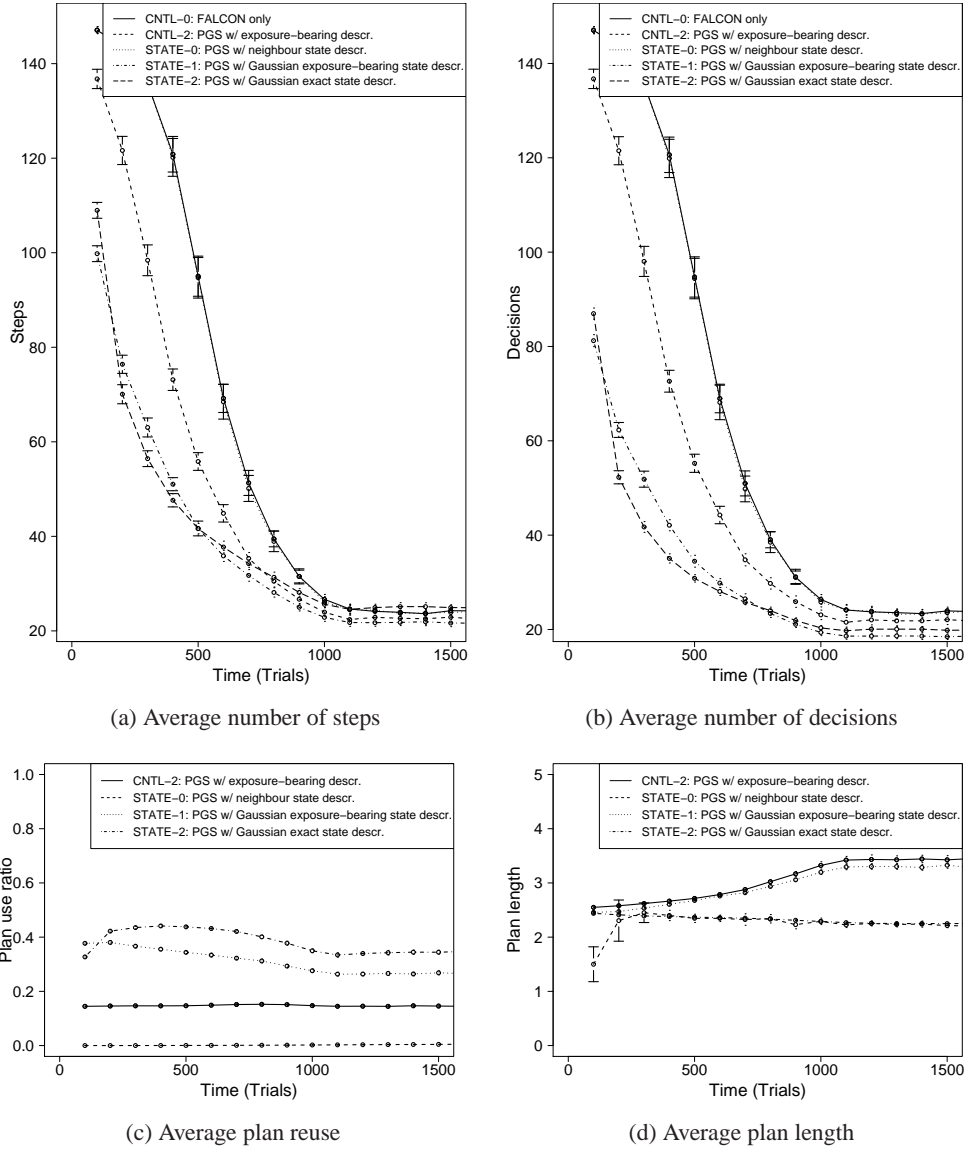 CNTL−0: FALCON only
CNTL−2: PGS w/ exposure−bearing descr.
STATE−0: PGS w/ neighbour state descr.
STATE−1: PGS w/ Gaussian exposure−bearing state descr.
STATE−2: PGS w/ Gaussian exact state descr.
140
120
100
80
60
40
20
Steps
0 500 1000 1500
Time (Trials)
(a) Average number of steps
CNTL−0: FALCON only
CNTL−2: PGS w/ exposure−bearing descr.
STATE−0: PGS w/ neighbour state descr.
STATE−1: PGS w/ Gaussian exposure−bearing state descr.
STATE−2: PGS w/ Gaussian exact state descr.
140
120
100
80
60
40
20
Decisions
0 500 1000 1500
Time (Trials)
(b) Average number of decisions
CNTL−2: PGS w/ exposure−bearing descr.
STATE−0: PGS w/ neighbour state descr.
STATE−1: PGS w/ Gaussian exposure−bearing state descr.
STATE−2: PGS w/ Gaussian exact state descr.
1.0
0.8
0.6
0.4
0.2
0.0
Plan use ratio
0 500 1000 1500
Time (Trials)
(c) Average plan reuse
CNTL−2: PGS w/ exposure−bearing descr.
STATE−0: PGS w/ neighbour state descr.
STATE−1: PGS w/ Gaussian exposure−bearing state descr.
STATE−2: PGS w/ Gaussian exact state descr.
5
4
3
2
1
0
Plan length
0 500 1000 1500
Time (Trials)
(d) Average plan length